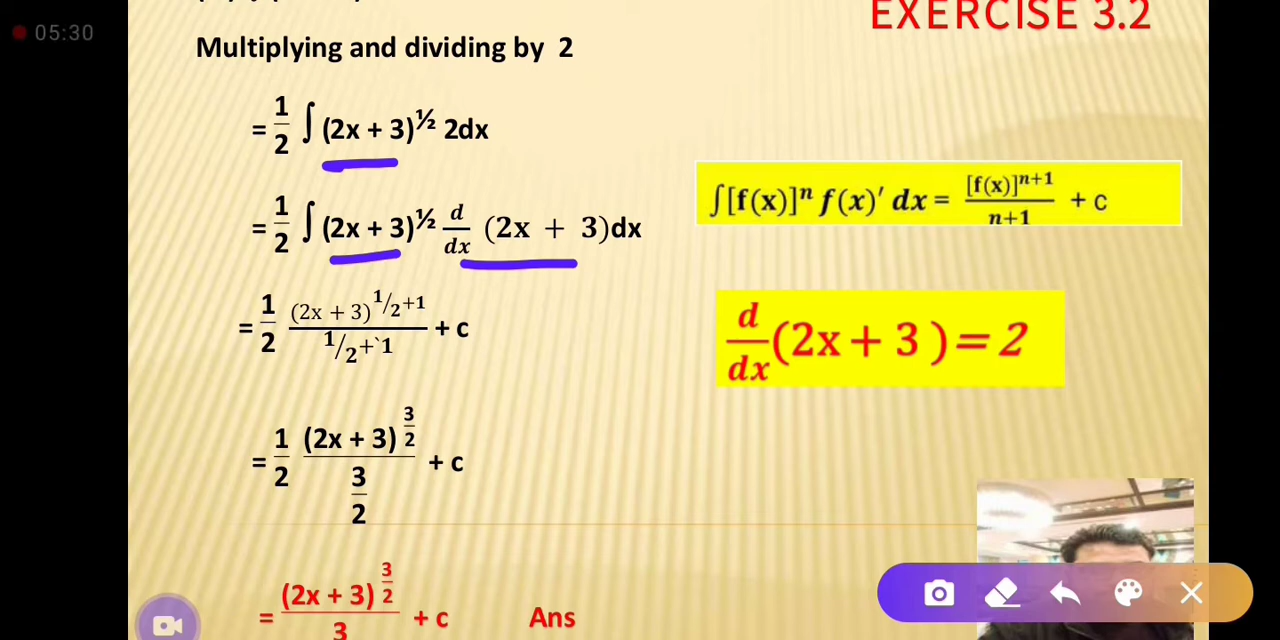 05:30
EXERCISE 3.2
Multiplying and dividing by 2
= 1/2 ∫ (2x + 3)^½ 2dx
∫[f(x)]ⁿ f(x)′ dx = [f(x)]ⁿ⁺¹/n+1 + c
= 1/2 ∫ (2x + 3)^½ d/dx (2x + 3)dx
= 1/2 (2x + 3)^(1/2+1) / (1/2+`1) + c
d/dx (2x + 3 ) = 2
= 1/2 (2x + 3)^(3/2) / (3/2) + c
= (2x + 3)^(3/2) / 3 + c Ans